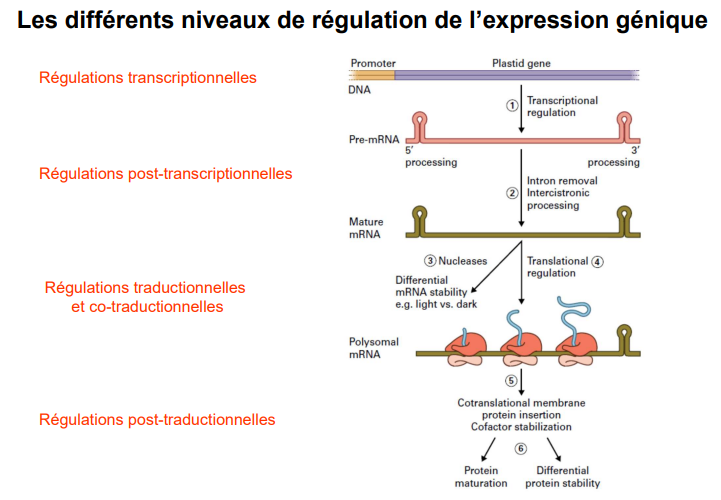 Les différents niveaux de régulation de l'expression génique
Promoter
Plastid gene
Régulations transcriptionnelles
DNA
① Transcriptional
regulation
Pre-mRNA
5′
3′
processing
processing
Régulations post-transcriptionnelles
Intron removal
② Intercistronic
processing
Mature
mRNA
③ Nucleases
Translational ④
regulation
Differential
mRNA stability
e.g. light vs. dark
Régulations traductionnelles
et co-traductionnelles
Polysomal
mRNA
⑤
Cotranslational membrane
protein insertion
Cofactor stabilization
Régulations post-traductionnelles
⑥
Protein
maturation
Differential
protein stability